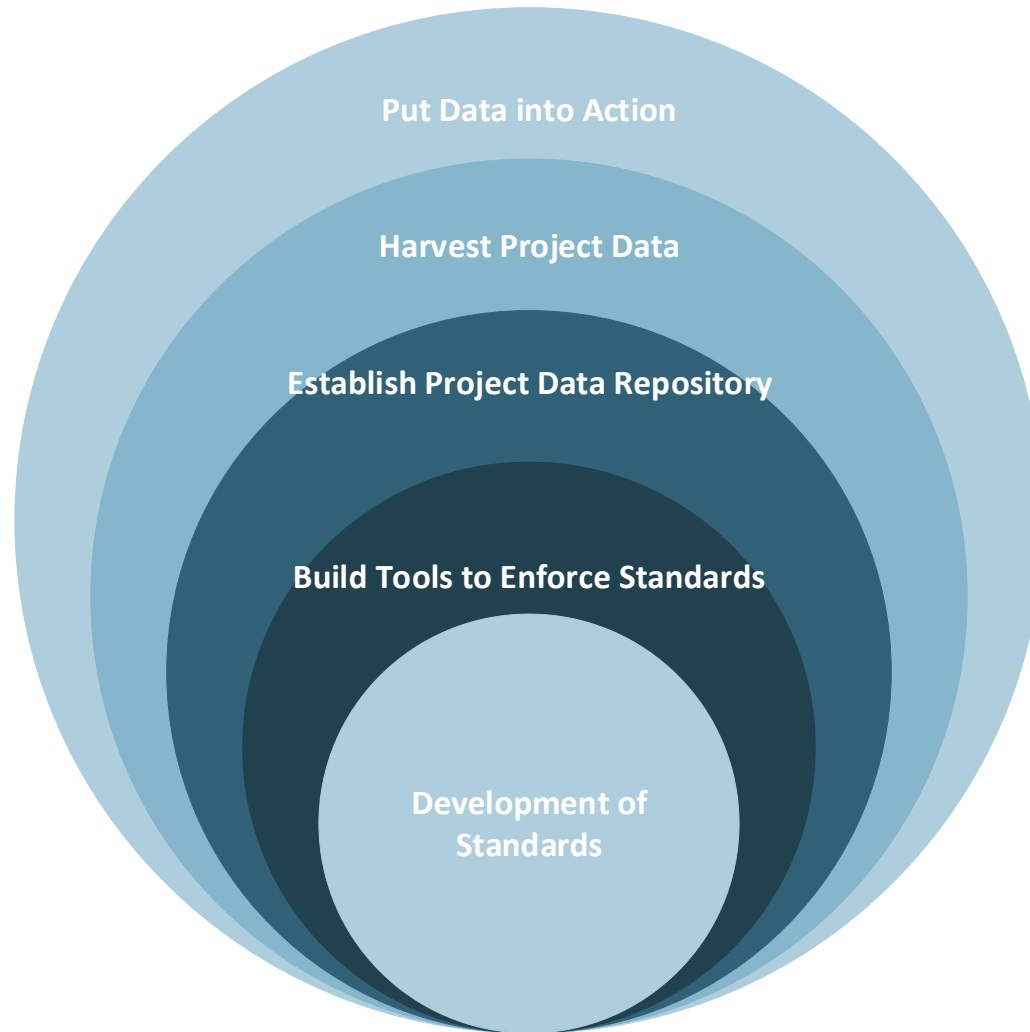 Put Data into Action
Harvest Project Data
Establish Project Data Repository
Build Tools to Enforce Standards
Development of
Standards